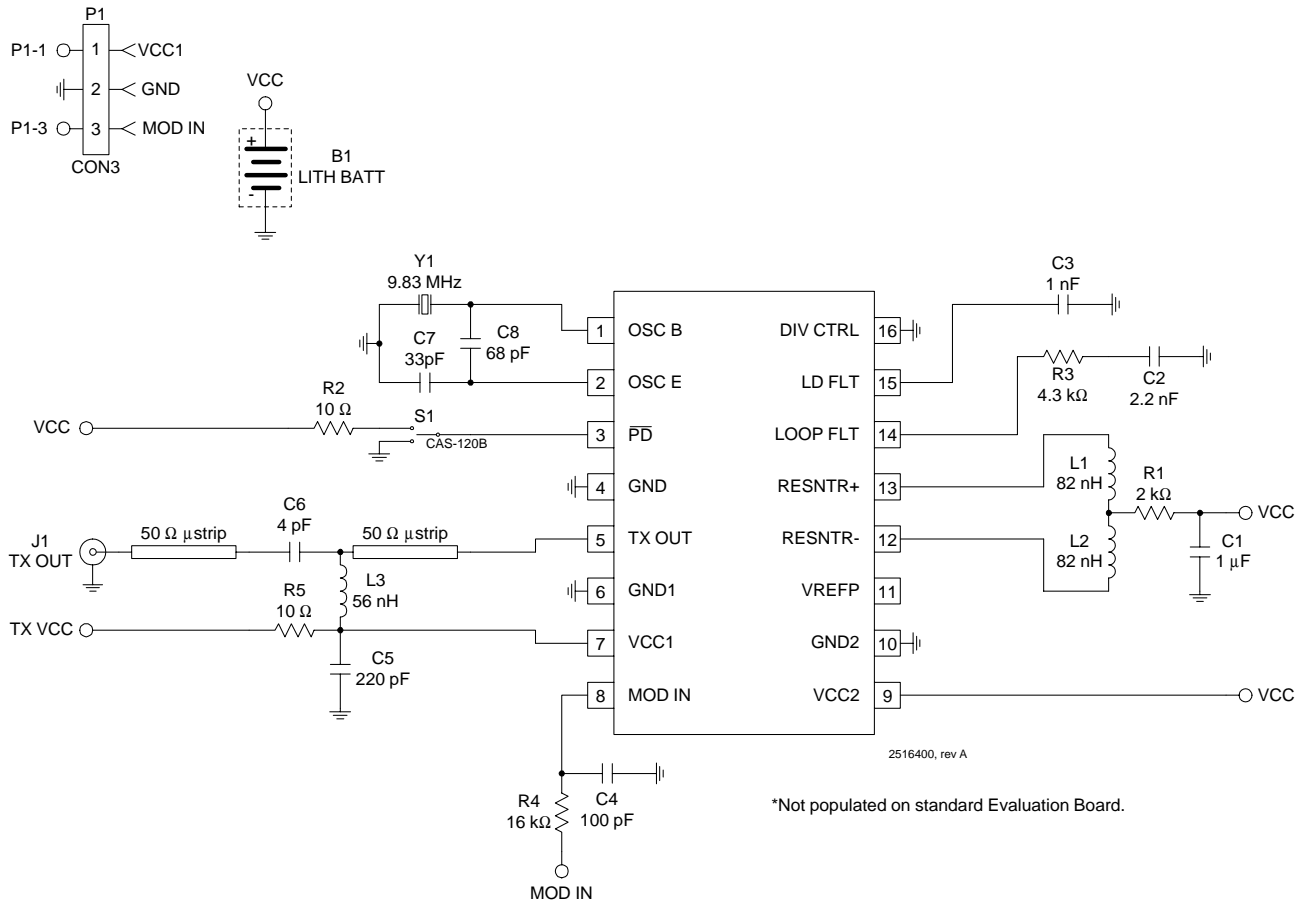 P1
P1-1
1
VCC1
2
GND
P1-3
3
MOD IN
CON3
VCC
+
-
B1
LITH BATT
Y1
9.83 MHz
C7
33pF
C8
68 pF
R2
10 Ω
VCC
S1
CAS-120B
J1
TX OUT
50 Ω μstrip
C6
4 pF
50 Ω μstrip
L3
56 nH
R5
10 Ω
TX VCC
C5
220 pF
1 OSC B
2 OSC E
3 PD
4 GND
5 TX OUT
6 GND1
7 VCC1
8 MOD IN
DIV CTRL 16
LD FLT 15
LOOP FLT 14
RESNTR+ 13
RESNTR- 12
VREFP 11
GND2 10
VCC2 9
C3
1 nF
R3
4.3 kΩ
C2
2.2 nF
L1
82 nH
L2
82 nH
R1
2 kΩ
VCC
C1
1 μF
VCC
2516400, rev A
R4
16 kΩ
C4
100 pF
MOD IN
*Not populated on standard Evaluation Board.